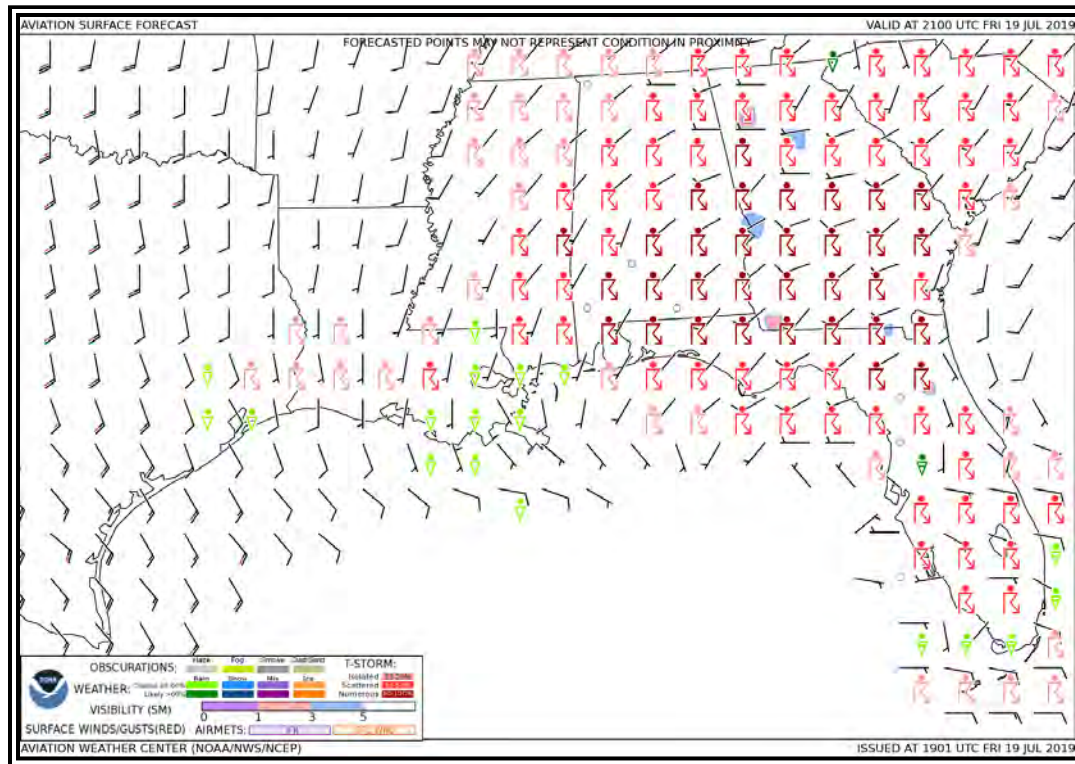 AVIATION SURFACE FORECAST
VALID AT 2100 UTC FRI 19 JUL 2019
FORECASTED POINTS MAY NOT REPRESENT CONDITION IN PROXIMITY
OBSCURATIONS:
Haze Fog Smoke
T-STORM:
NOAA
WEATHER:
Rain Snow Mix Ice
Isolated
Scattered
Numerous
VISIBILITY (SM)
0 1 3 5
SURFACE WINDS/GUSTS(RED) AIRMETS: IFR
AVIATION WEATHER CENTER (NOAA/NWS/NCEP)
ISSUED AT 1901 UTC FRI 19 JUL 2019